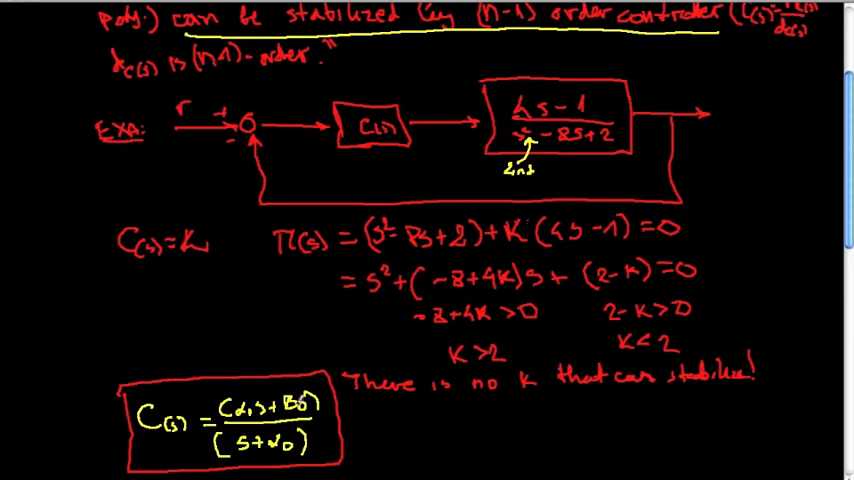 poly.) can be stabilized by (n-1) order controller (C(s) =
dc(s) is (n-1)-order."
EXA: r + - C(s) 4s-1
s² - 8s+2
2nd
C(s)=K π(s) = (s² - 8s+2) + K (4s-1) = 0
= s² + (-8+4K)s + (2-K) = 0
-8+4K>0 2-K>0
K>2 K<2
There is no K that can stabilize!
C(s) = (α1s+β0)
(s+α0)